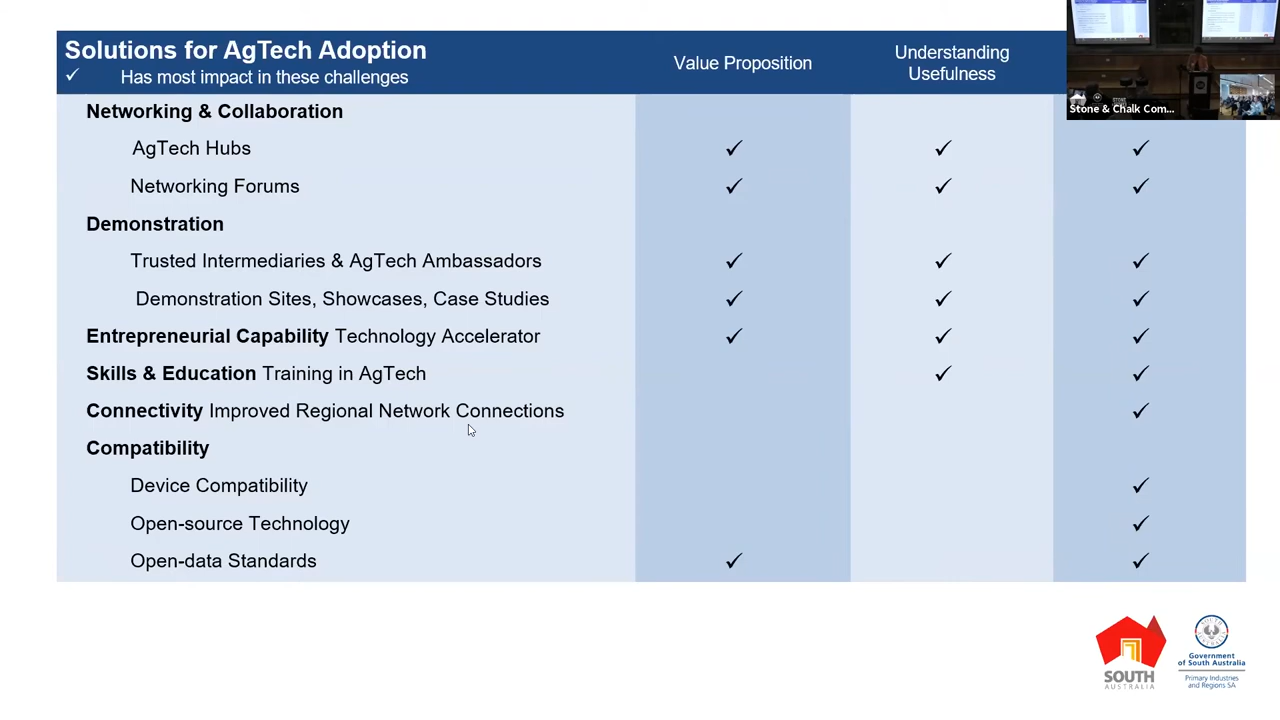 Solutions for AgTech Adoption
✓ Has most impact in these challenges
Value Proposition
Understanding
Usefulness
Stone & Chalk Com...
Networking & Collaboration
AgTech Hubs ✓ ✓ ✓
Networking Forums ✓ ✓ ✓
Demonstration
Trusted Intermediaries & AgTech Ambassadors ✓ ✓ ✓
Demonstration Sites, Showcases, Case Studies ✓ ✓ ✓
Entrepreneurial Capability Technology Accelerator ✓ ✓ ✓
Skills & Education Training in AgTech ✓ ✓
Connectivity Improved Regional Network Connections ✓
Compatibility
Device Compatibility ✓
Open-source Technology ✓
Open-data Standards ✓ ✓
SOUTH
AUSTRALIA
Government
of South Australia
Primary Industries
and Regions SA